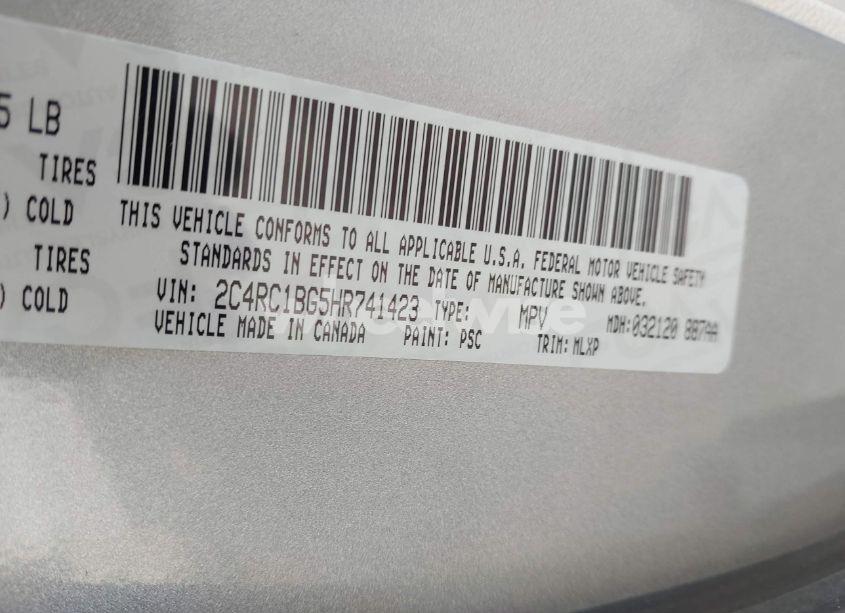 5 LB
TIRES
) COLD
TIRES
) COLD
THIS VEHICLE CONFORMS TO ALL APPLICABLE U.S.A. FEDERAL MOTOR VEHICLE SAFETY
STANDARDS IN EFFECT ON THE DATE OF MANUFACTURE SHOWN ABOVE.
VIN: 2C4RC1BG5HR741423 TYPE: MPV MDH:032120 887AA
VEHICLE MADE IN CANADA PAINT: PSC TRIM: MLXP